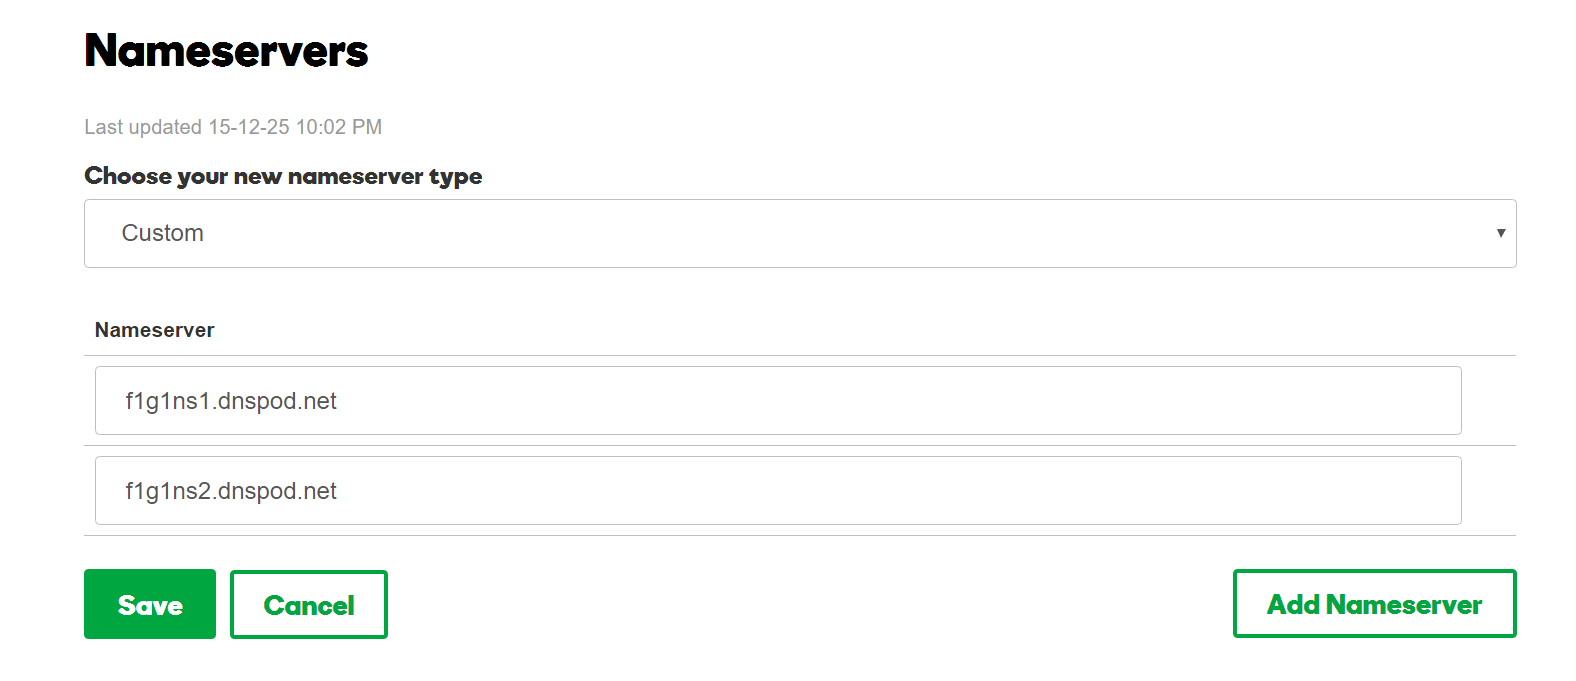 Nameservers
Last updated 15-12-25 10:02 PM
Choose your new nameserver type
Custom
Nameserver
f1g1ns1.dnspod.net
f1g1ns2.dnspod.net
Save Cancel Add Nameserver